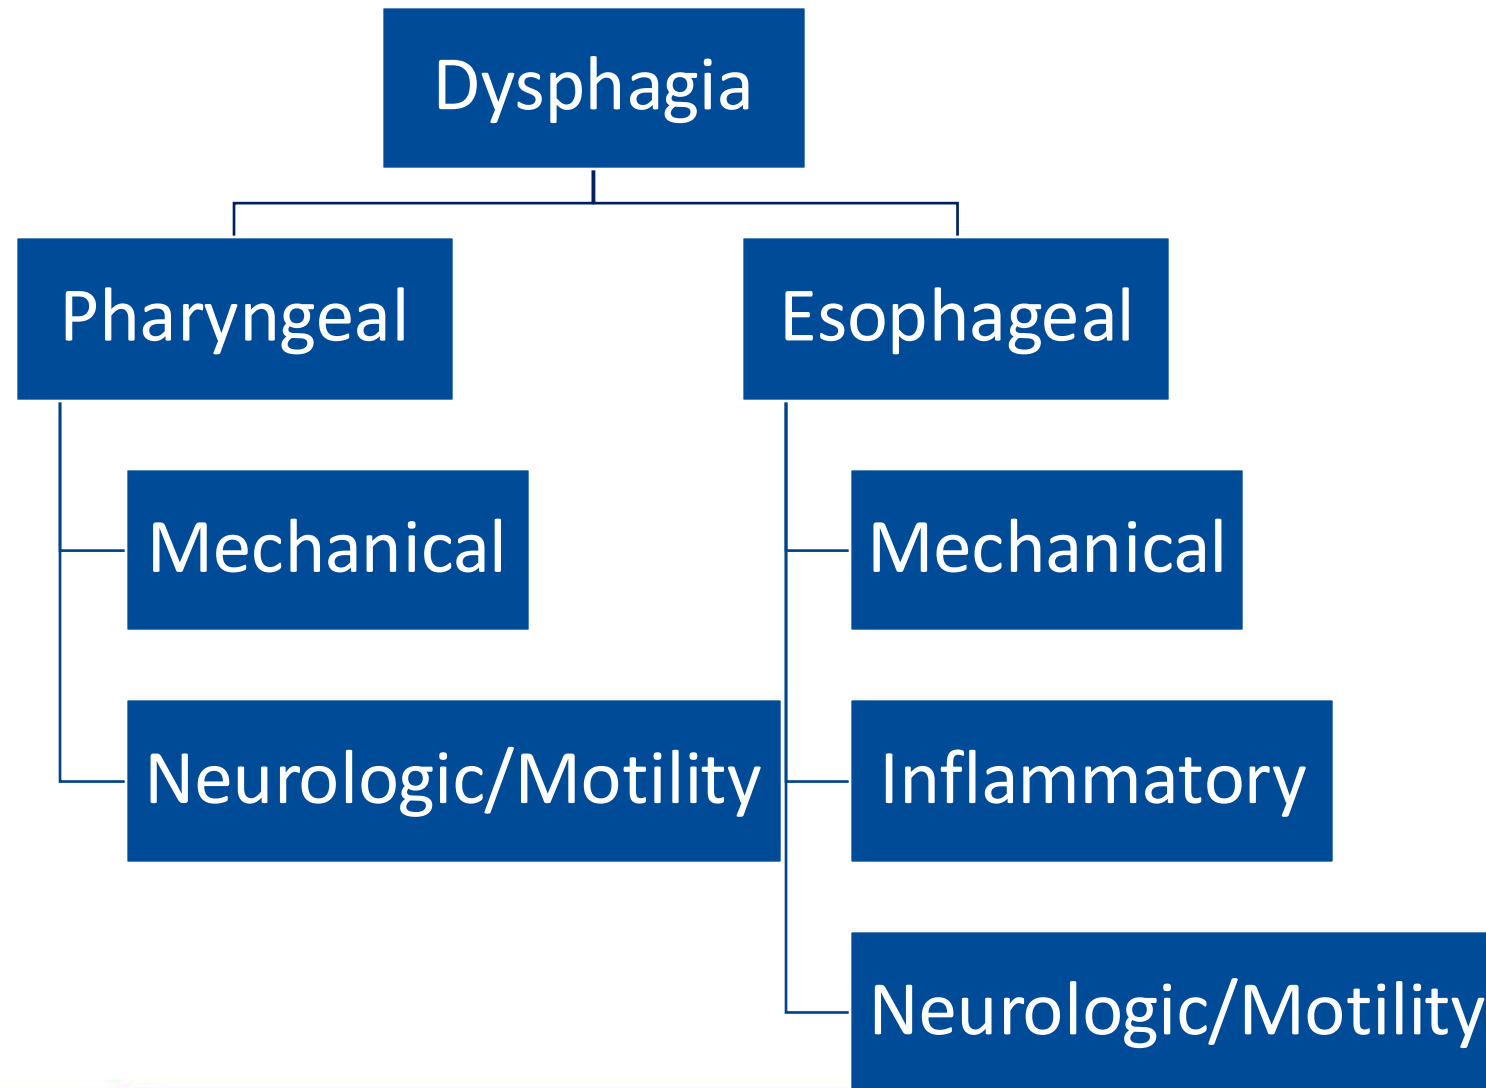 Dysphagia
Pharyngeal
Mechanical
Neurologic/Motility
Esophageal
Mechanical
Inflammatory
Neurologic/Motility